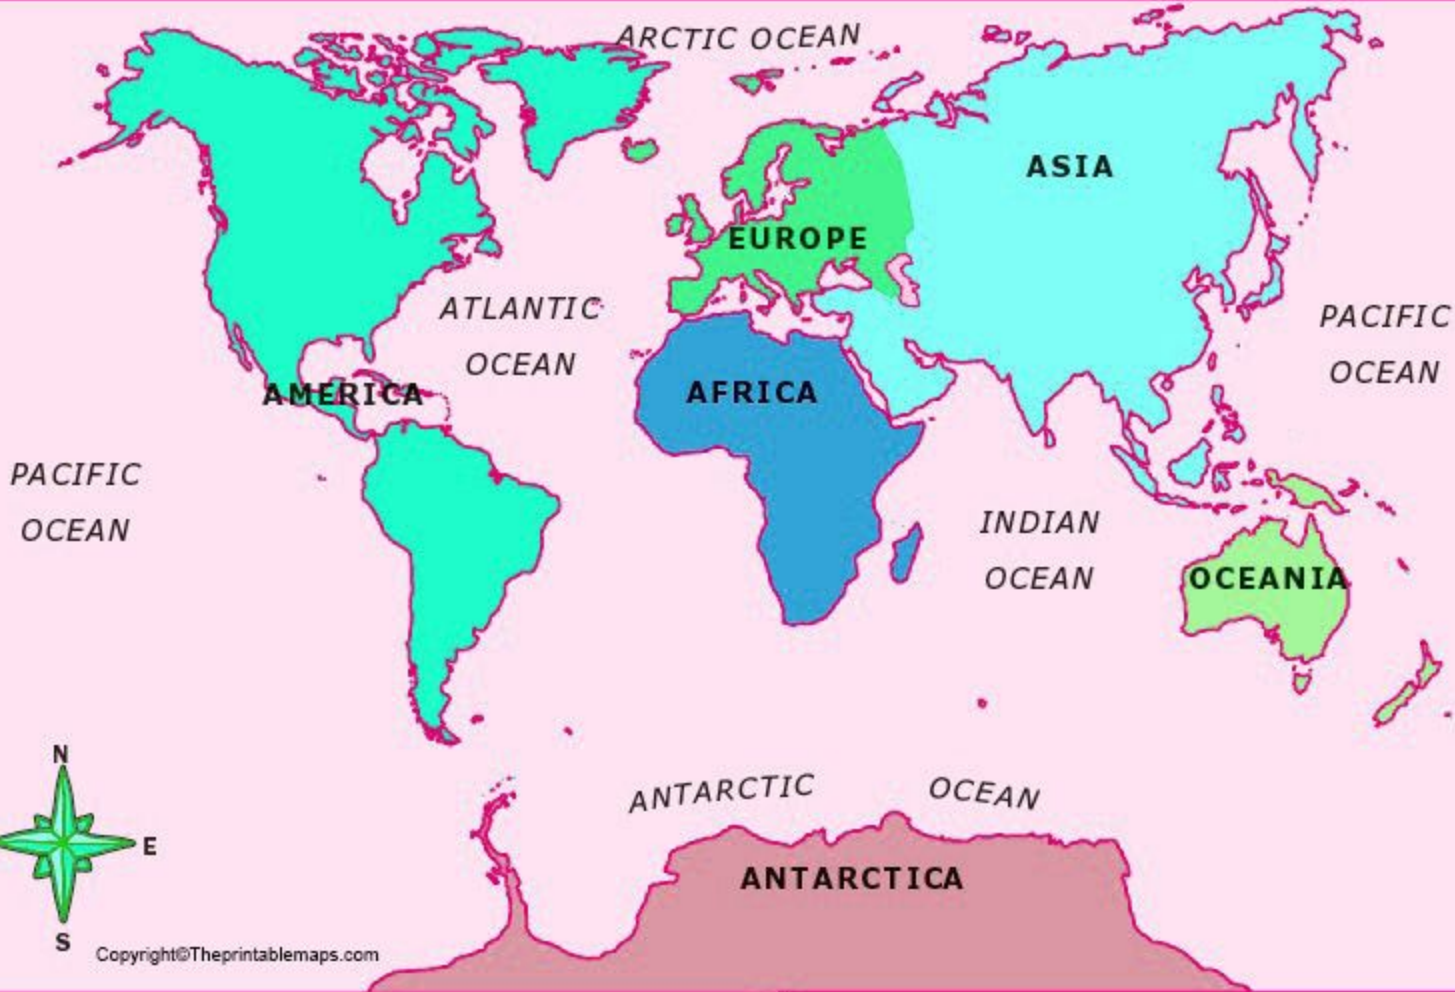 ARCTIC OCEAN
ASIA
EUROPE
ATLANTIC
OCEAN
PACIFIC
OCEAN
AMERICA
AFRICA
PACIFIC
OCEAN
INDIAN
OCEAN
OCEANIA
N
E
S
ANTARCTIC OCEAN
ANTARCTICA
Copyright©Theprintablemaps.com